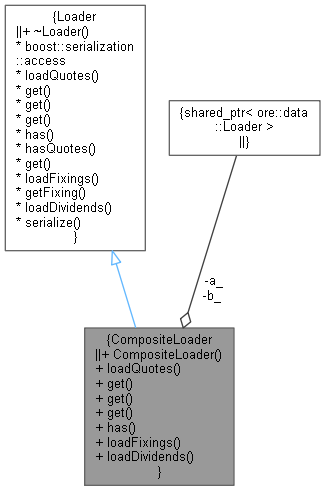 {Loader
||+ ~Loader()
* boost::serialization
::access
* loadQuotes()
* get()
* get()
* get()
* has()
* hasQuotes()
* get()
* loadFixings()
* getFixing()
* loadDividends()
* serialize()
}
{shared_ptr< ore::data
::Loader >
||}
-a_
-b_
{CompositeLoader
||+ CompositeLoader()
+ loadQuotes()
+ get()
+ get()
+ get()
+ has()
+ loadFixings()
+ loadDividends()
}